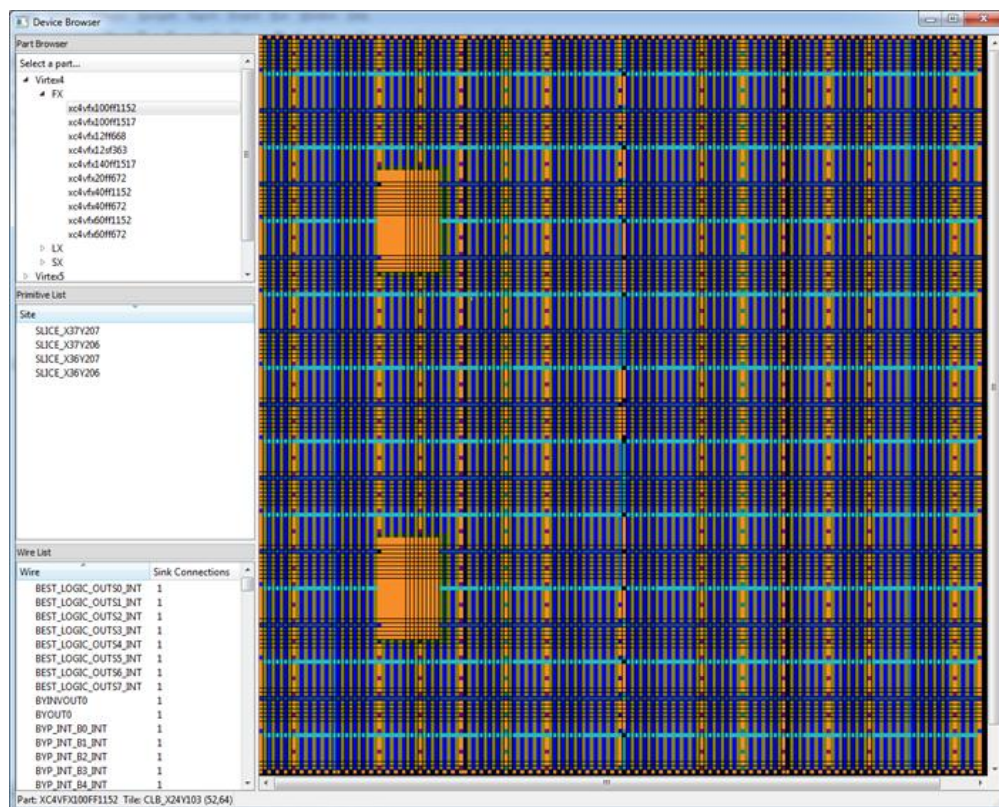 Device Browser
Part Browser
Select a part...
Virtex4
FX
xc4vfx100ff1152
xc4vfx100ff1517
xc4vfx12ff668
xc4vfx12sf363
xc4vfx140ff1517
xc4vfx20ff672
xc4vfx40ff1152
xc4vfx40ff672
xc4vfx60ff1152
xc4vfx60ff672
LX
SX
Virtex5
Primitive List
Site
SLICE_X37Y207
SLICE_X37Y206
SLICE_X36Y207
SLICE_X36Y206
Wire List
Wire Sink Connections
BEST_LOGIC_OUTS0_INT 1
BEST_LOGIC_OUTS1_INT 1
BEST_LOGIC_OUTS2_INT 1
BEST_LOGIC_OUTS3_INT 1
BEST_LOGIC_OUTS4_INT 1
BEST_LOGIC_OUTS5_INT 1
BEST_LOGIC_OUTS6_INT 1
BEST_LOGIC_OUTS7_INT 1
BYINVOUT0 1
BYOUT0 1
BYP_INT_B0_INT 1
BYP_INT_B1_INT 1
BYP_INT_B2_INT 1
BYP_INT_B3_INT 1
BYP_INT_B4_INT 1
Part: XC4VFX100FF1152 Tile: CLB_X24Y103 (52,64)